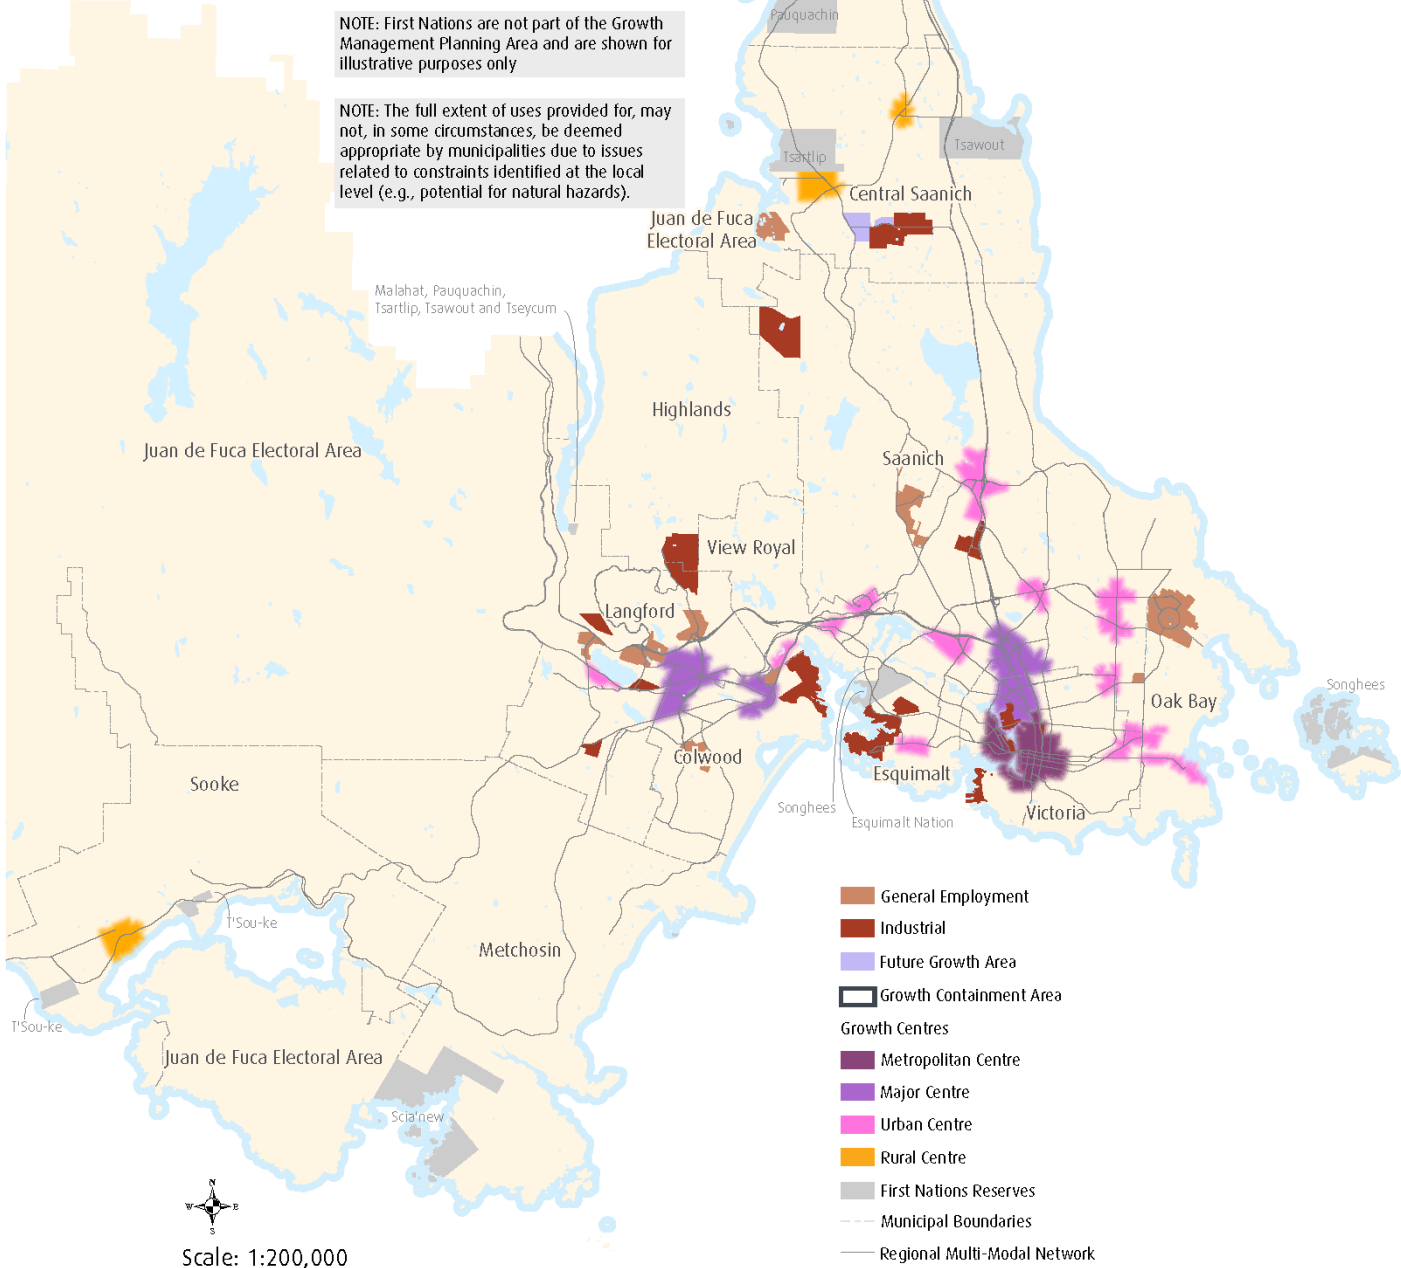 NOTE: First Nations are not part of the Growth
Management Planning Area and are shown for
illustrative purposes only
NOTE: The full extent of uses provided for, may
not, in some circumstances, be deemed
appropriate by municipalities due to issues
related to constraints identified at the local
level (e.g., potential for natural hazards).
Pauquachin
Tsartlip
Tsawout
Central Saanich
Juan de Fuca
Electoral Area
Malahat, Pauquachin,
Tsartlip, Tsawout and Tseycum
Highlands
Juan de Fuca Electoral Area
Saanich
View Royal
Langford
Songhees
Oak Bay
Colwood
Esquimalt
Sooke
Songhees
Esquimalt Nation
Victoria
T'Sou-ke
Metchosin
T'Sou-ke
Juan de Fuca Electoral Area
Scia'new
General Employment
Industrial
Future Growth Area
Growth Containment Area
Growth Centres
Metropolitan Centre
Major Centre
Urban Centre
Rural Centre
First Nations Reserves
Municipal Boundaries
Regional Multi-Modal Network
N
W E
S
Scale: 1:200,000